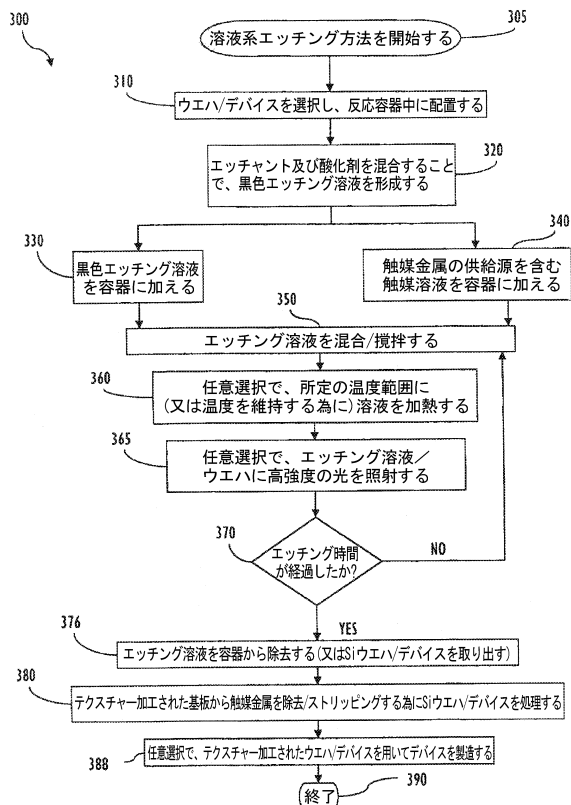 300
溶液系エッチング方法を開始する
305
310
ウエハ/デバイスを選択し、反応容器中に配置する
エッチャント及び酸化剤を混合すること
で、黒色エッチング溶液を形成する
320
330
黒色エッチング溶液
を容器に加える
340
触媒金属の供給源を含む
触媒溶液を容器に加える
350
エッチング溶液を混合/撹拌する
360
任意選択で、所定の温度範囲に
(又は温度を維持する為に)溶液を加熱する
365
任意選択で、エッチング溶液/
ウエハに高強度の光を照射する
370
エッチング時間
が経過したか?
NO
YES
376
エッチング溶液を容器から除去する(又はSiウエハ/デバイスを取り出す)
380
テクスチャー加工された基板から触媒金属を除去/ストリッピングする為にSiウエハ/デバイスを処理する
任意選択で、テクスチャー加工されたウエハ/デバイスを用いてデバイスを製造する
388
終了
390